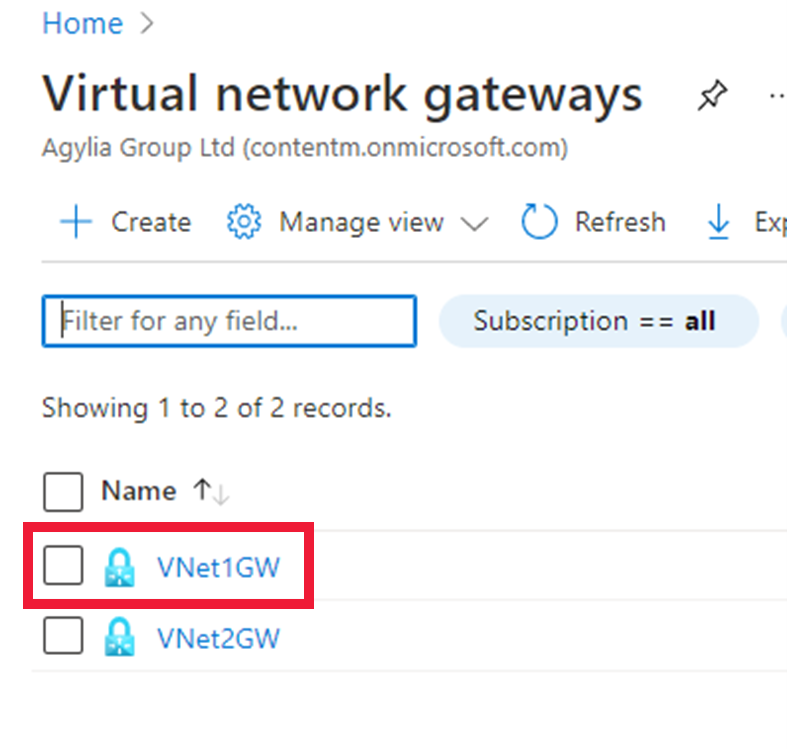 Home
Virtual network gateways
Agylia Group Ltd (contentm.onmicrosoft.com)
Create Manage view Refresh
Filter for any field... Subscription == all
Showing 1 to 2 of 2 records.
Name
VNet1GW
VNet2GW